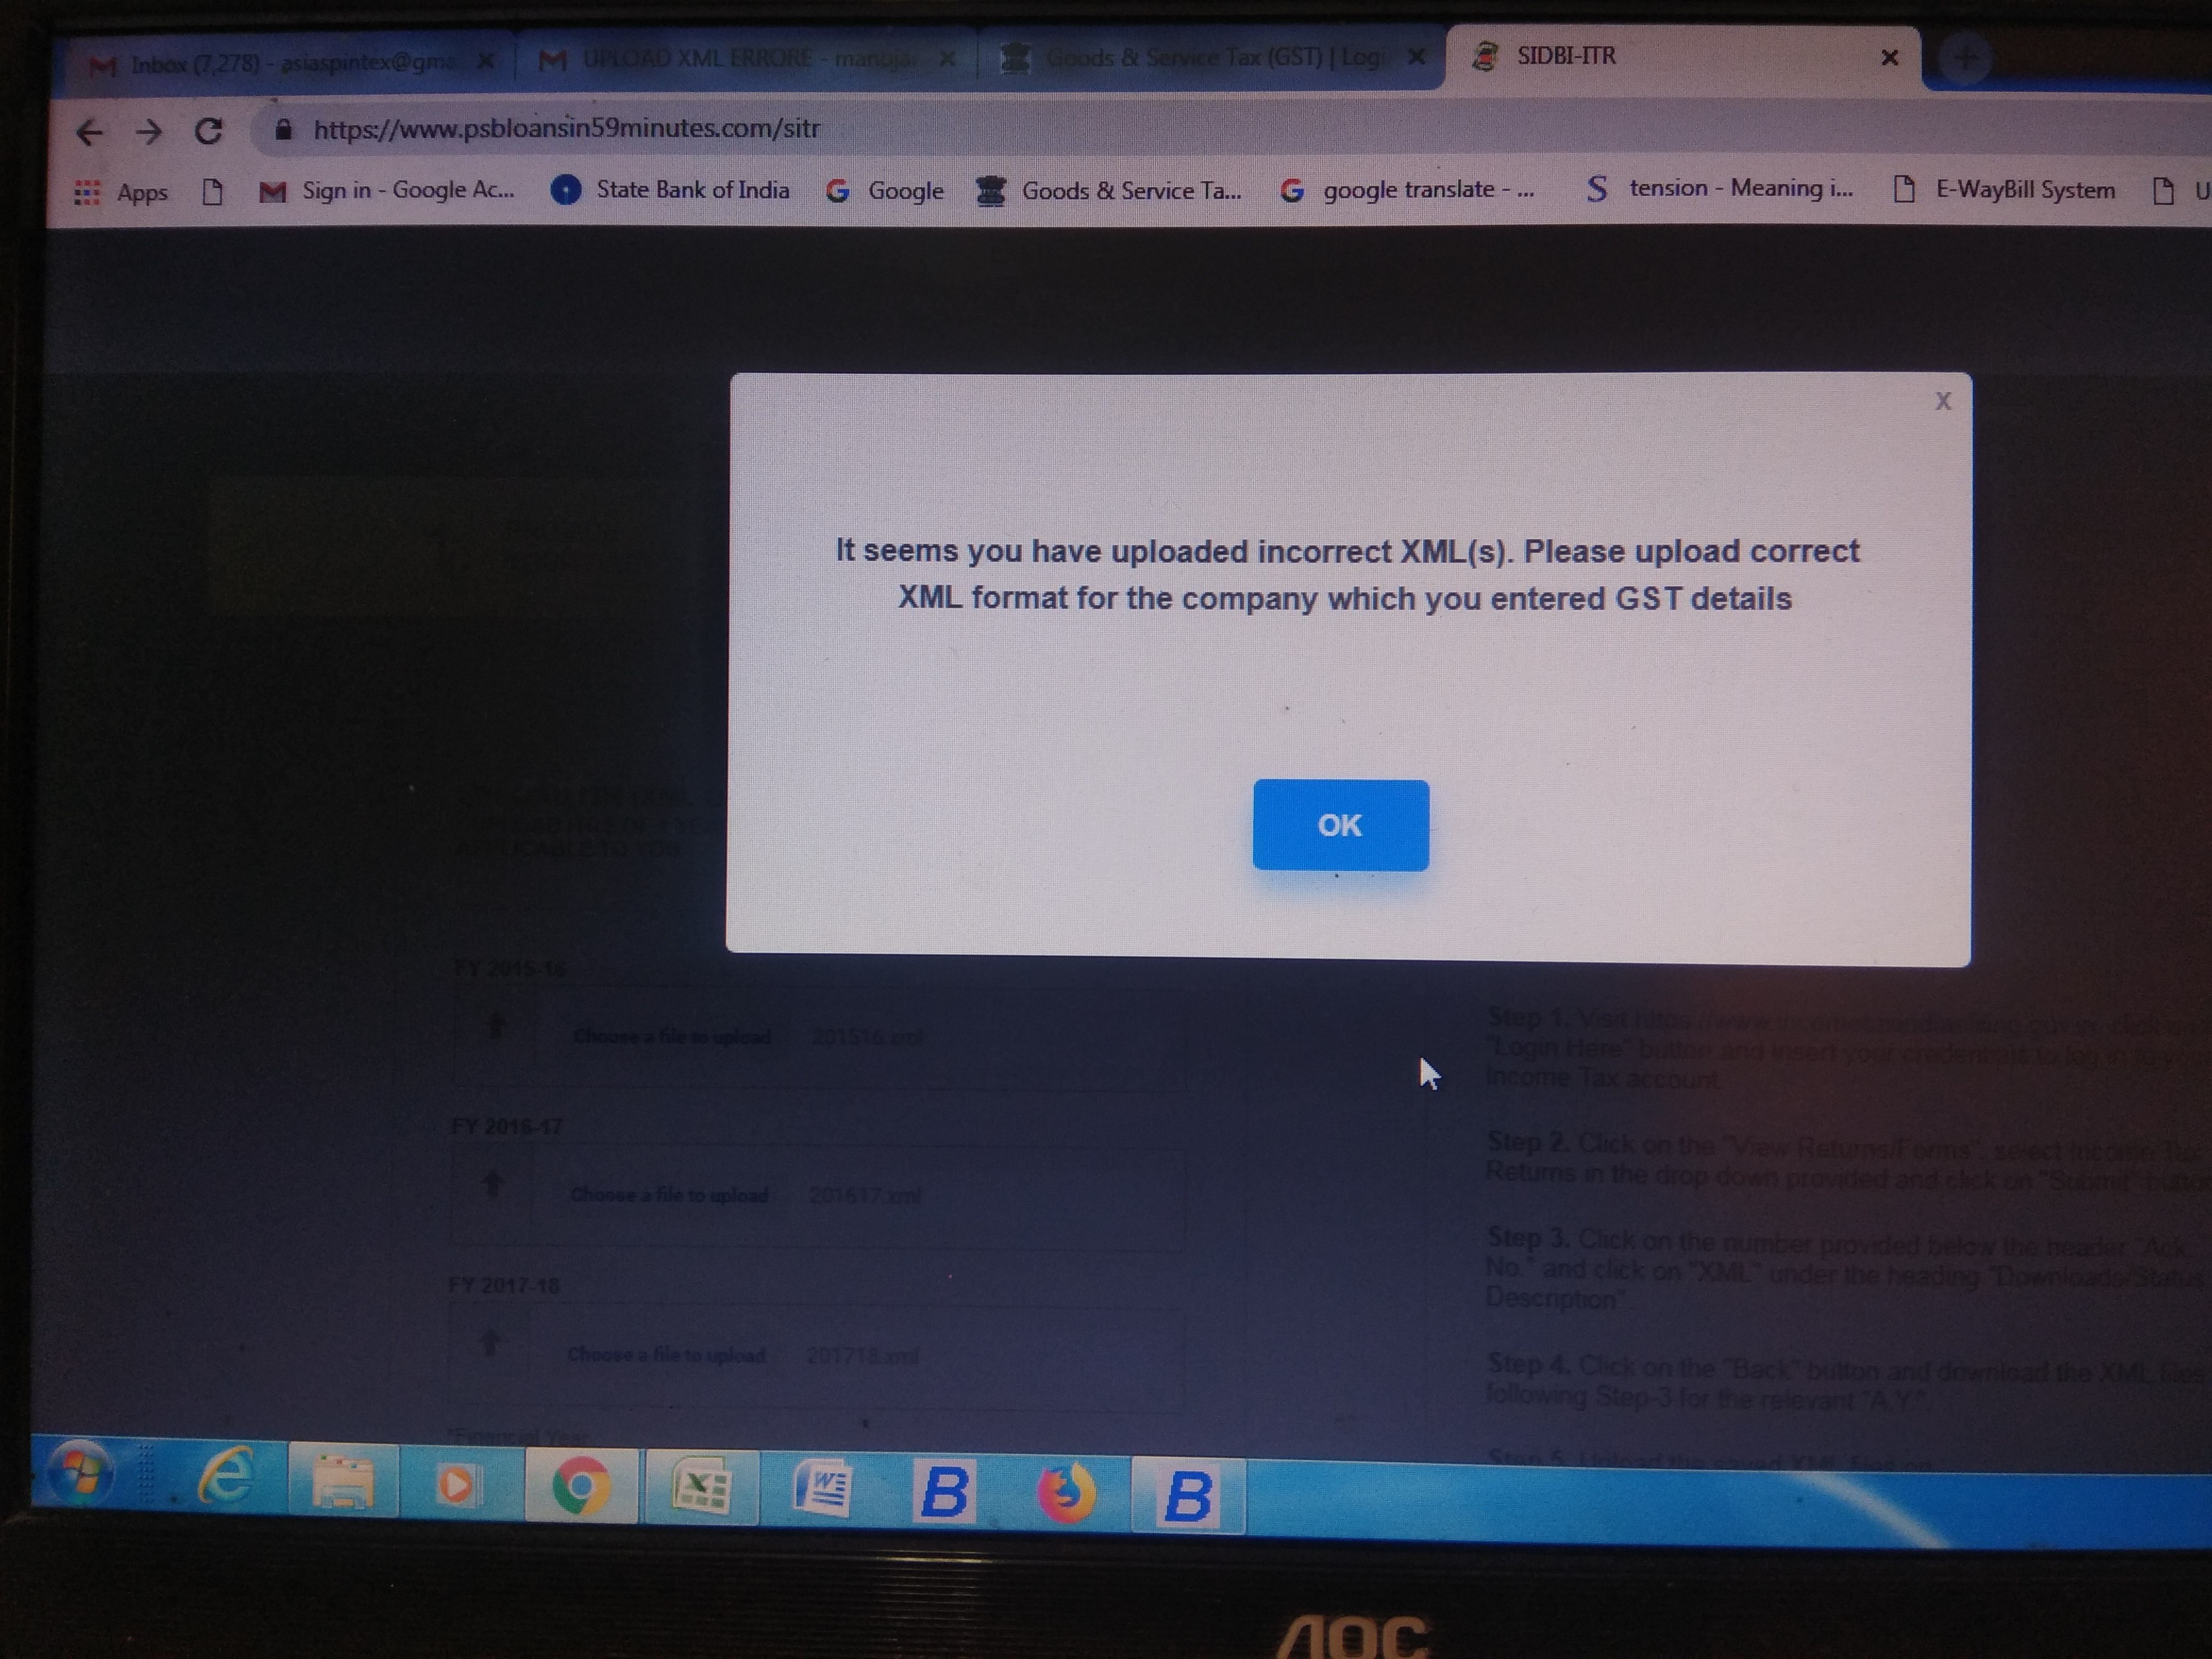 Inbox (7,278) - asiaspintex@gma
UPLOAD XML ERRORE - manojar
Goods & Service Tax (GST) | Logi
SIDBI-ITR
https://www.psbloansin59minutes.com/sitr
Apps
Sign in - Google Ac...
State Bank of India
Google
Goods & Service Ta...
google translate - ...
tension - Meaning i...
E-WayBill System
U
X
It seems you have uploaded incorrect XML(s). Please upload correct
XML format for the company which you entered GST details
OK
APPLICABLE TO YOU
FY 2015-16
Choose a file to upload 201516.xml
FY 2016-17
Choose a file to upload 201617.xml
FY 2017-18
Choose a file to upload 201718.xml
*Financial Year
Step 1. Visit
"Login Here" button and insert your credentials to log in
Income Tax account
Step 2. Click on the "View Returns/Forms", select Income Tax
Returns in the drop down provided and click on "Submit" button
Step 3. Click on the number provided below the header "Ack.
No." and click on "XML" under the heading "Downloads/Status
Description".
Step 4. Click on the "Back" button and download the XML files
following Step-3 for the relevant "A.Y.".
Step 5. Upload the saved XML files on
AOC